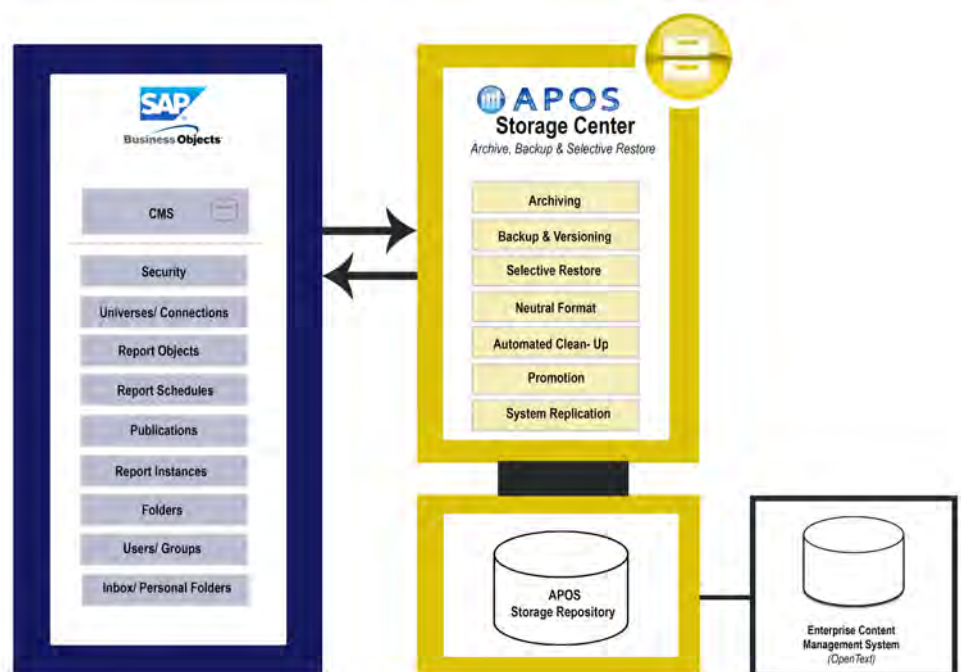 SAP
Business Objects
CMS
Security
Universes/ Connections
Report Objects
Report Schedules
Publications
Report Instances
Folders
Users/ Groups
Inbox/ Personal Folders
APOS
Storage Center
Archive, Backup & Selective Restore
Archiving
Backup & Versioning
Selective Restore
Neutral Format
Automated Clean- Up
Promotion
System Replication
APOS
Storage Repository
Enterprise Content
Management System
(OpenText)